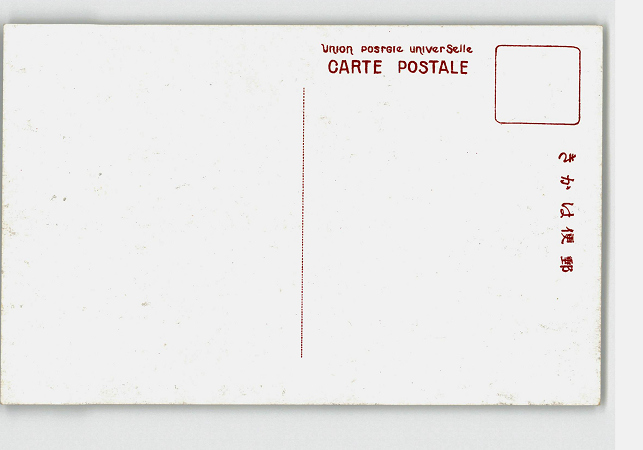 Union postale universelle
CARTE POSTALE
郵便はかき